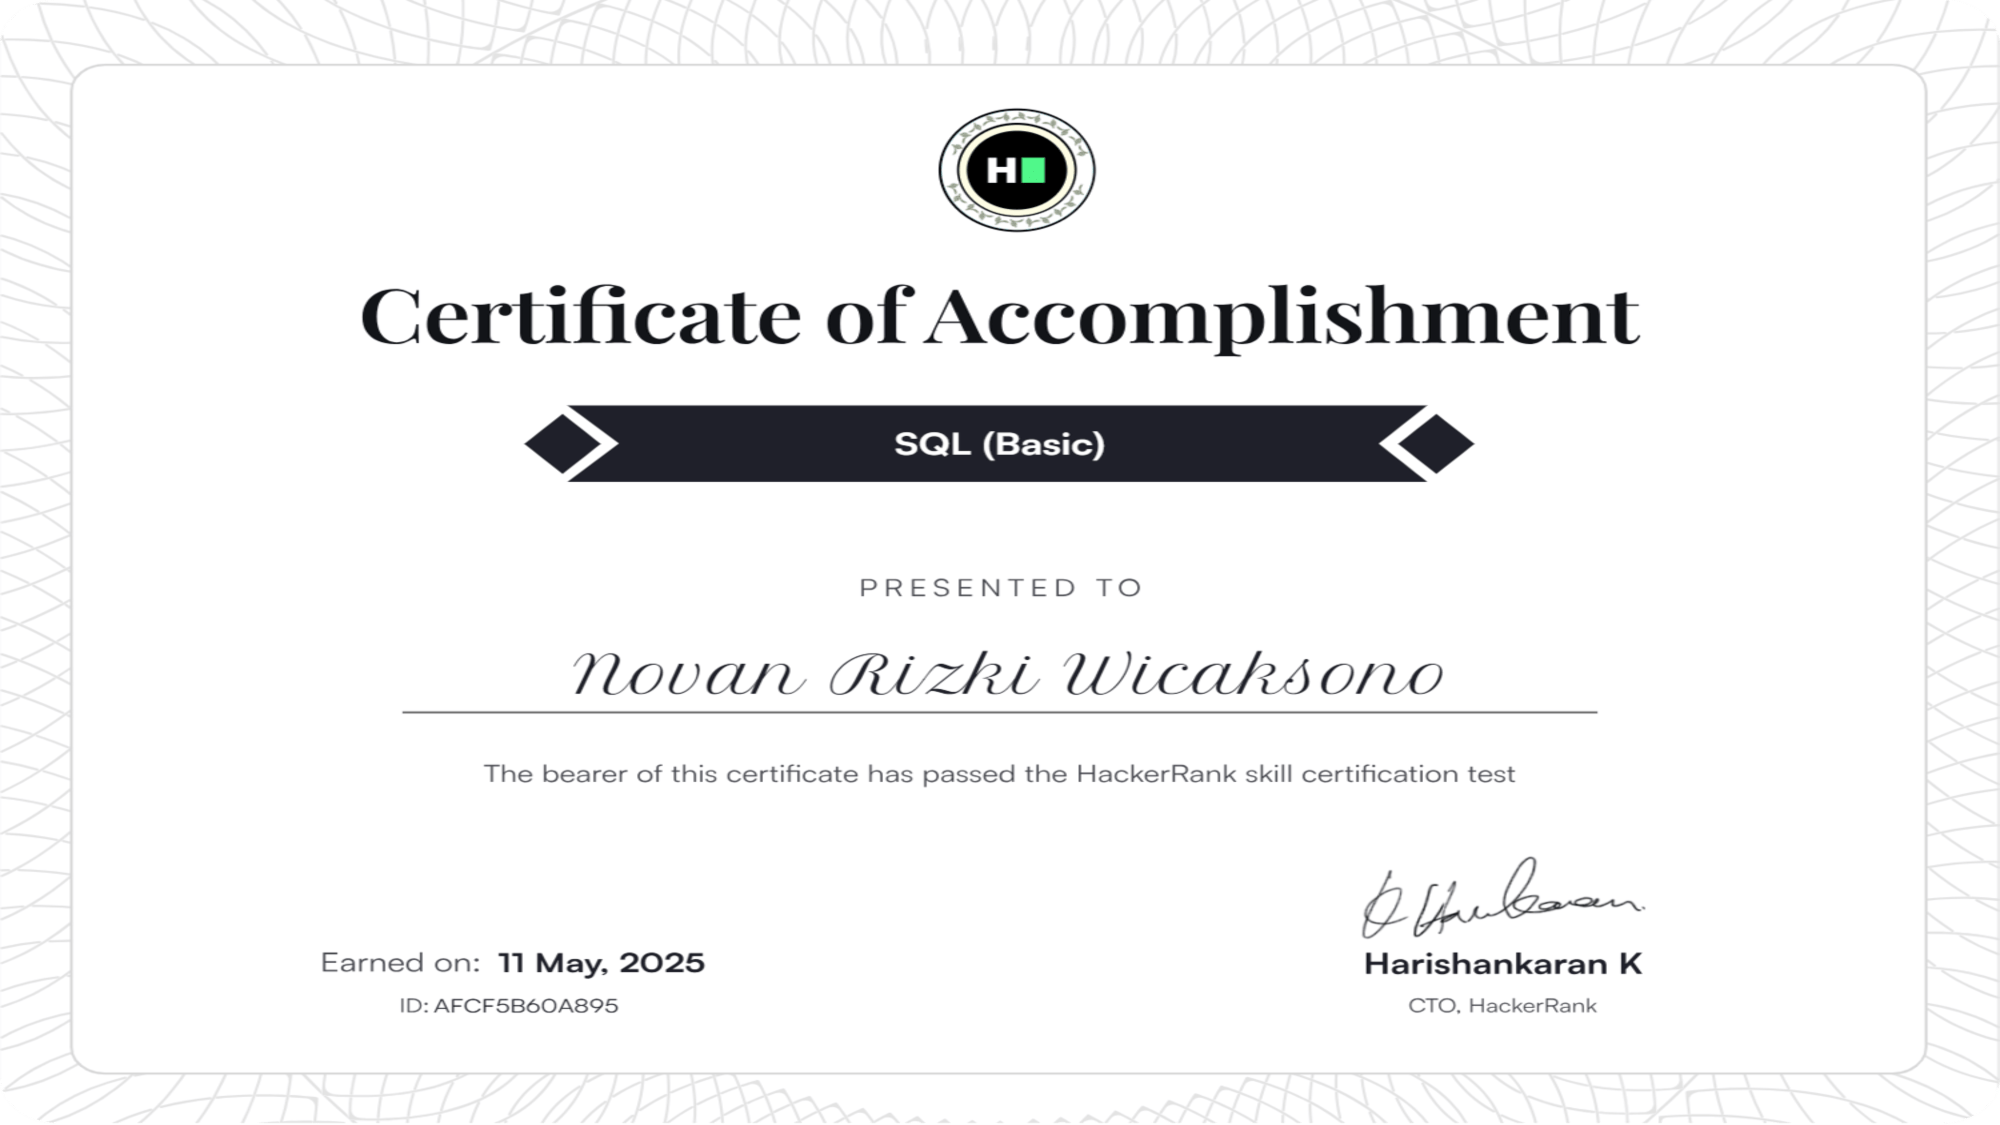 H
Certificate of Accomplishment
SQL (Basic)
PRESENTED TO
Novan Rizki Wicaksono
The bearer of this certificate has passed the HackerRank skill certification test
Earned on: 11 May, 2025
ID: AFCF5B60A895
Harishankaran K
CTO, HackerRank